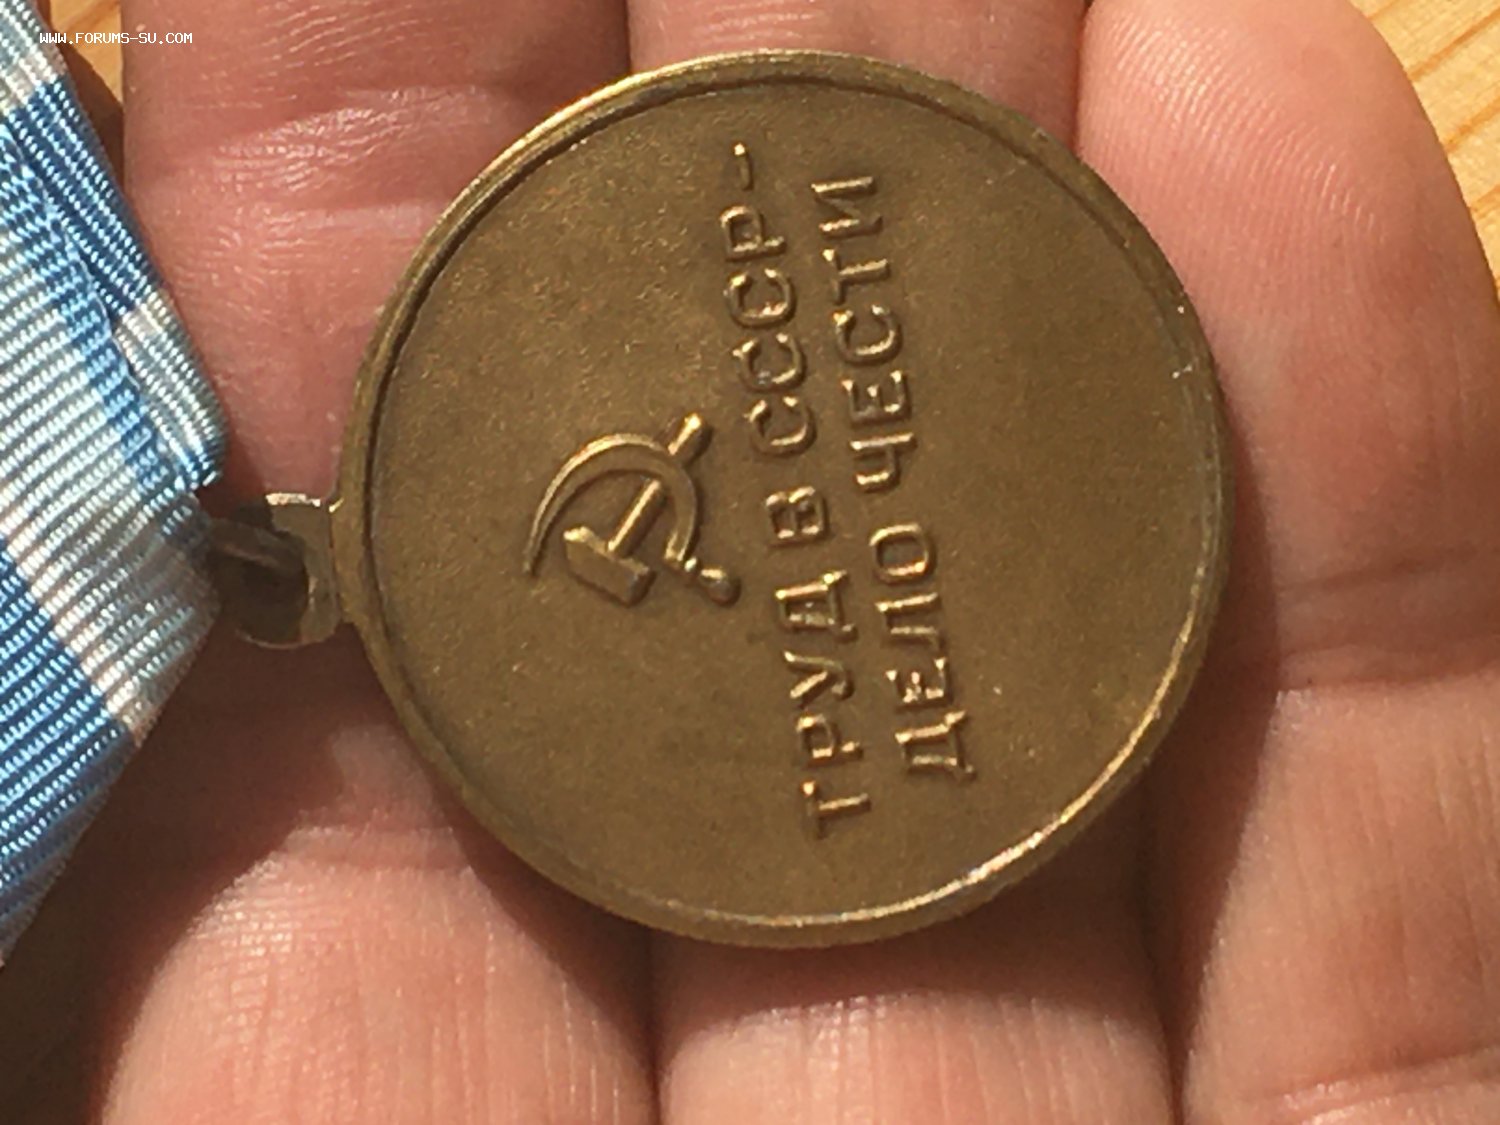 WWW.FORUMS-SU.COM
ТРУД В СССР-
ДЕЛО ЧЕСТИ